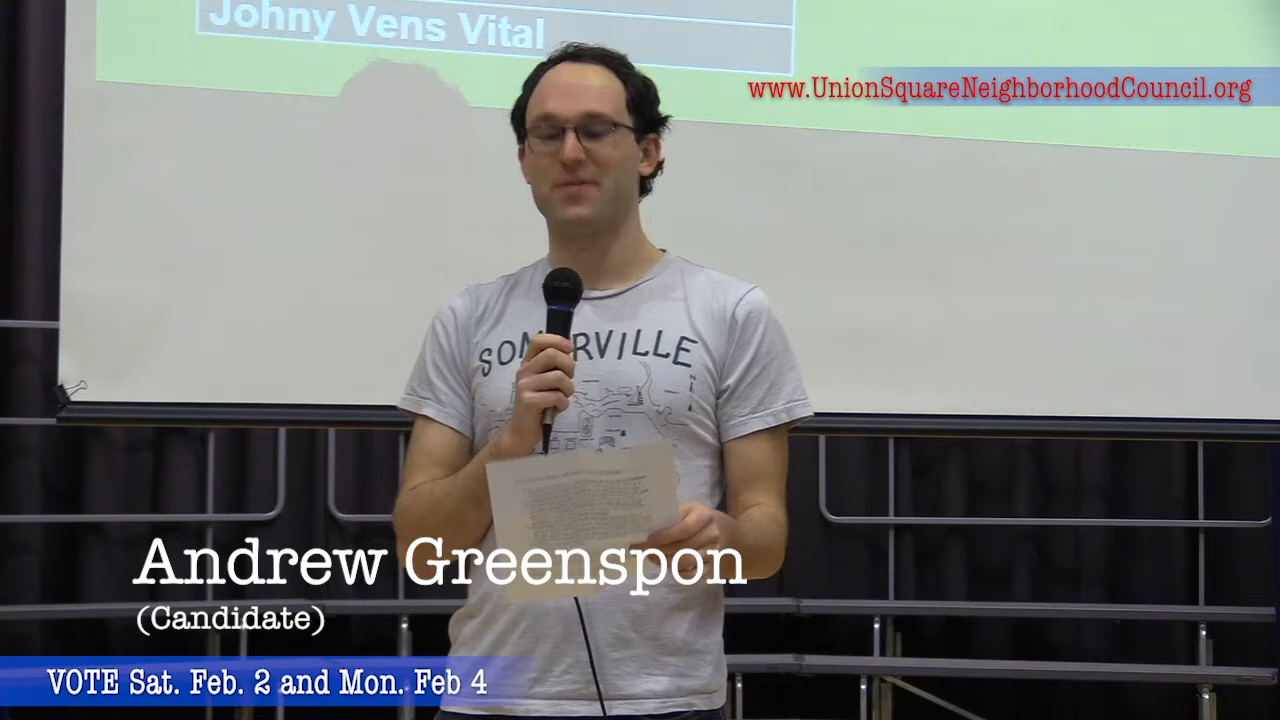 Johny Vens Vital
www.UnionSquareNeighborhoodCouncil.org
SOMERVILLE
Andrew Greenspon
(Candidate)
VOTE Sat. Feb. 2 and Mon. Feb 4